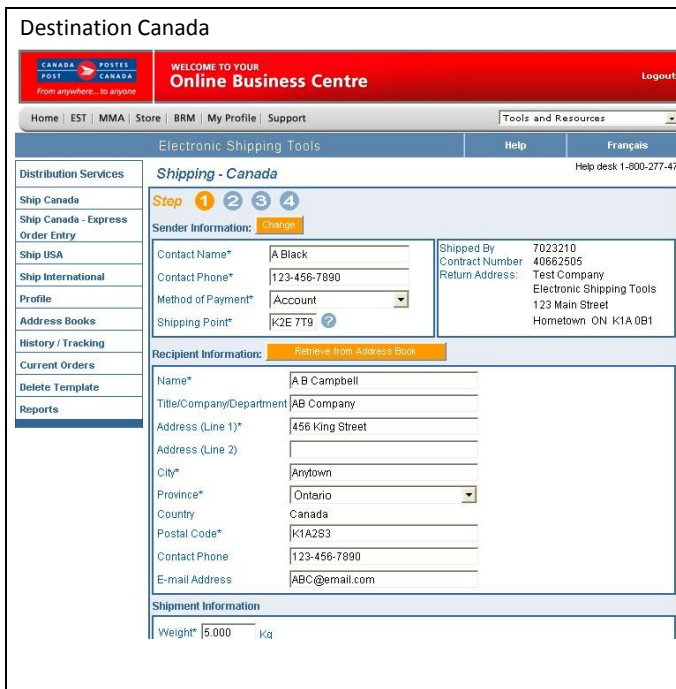 Destination Canada
CANADA POSTES
POST CANADA
From anywhere... to anyone
WELCOME TO YOUR
Online Business Centre
Logout
Home | EST | MMA | Store | BRM | My Profile | Support
Tools and Resources
Electronic Shipping Tools
Help
Français
Distribution Services
Ship Canada
Ship Canada - Express
Order Entry
Ship USA
Ship International
Profile
Address Books
History / Tracking
Current Orders
Delete Template
Reports
Shipping - Canada
Help desk 1-800-277-47
Step 1 2 3 4
Sender Information: Change
Contact Name* A Black
Contact Phone* 123-456-7890
Method of Payment* Account
Shipping Point* K2E 7T9 ?
Shipped By 7023210
Contract Number 40662505
Return Address: Test Company
Electronic Shipping Tools
123 Main Street
Hometown ON K1A 0B1
Recipient Information: Retrieve from Address Book
Name* A B Campbell
Title/Company/Department AB Company
Address (Line 1)* 456 King Street
Address (Line 2)
City* Anytown
Province* Ontario
Country Canada
Postal Code* K1A2S3
Contact Phone 123-456-7890
E-mail Address ABC@email.com
Shipment Information
Weight* 5.000 Kg